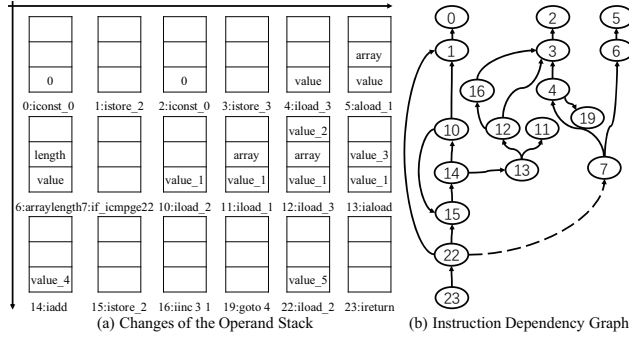 0
0
value
array
value
0:iconst_0 1:istore_2 2:iconst_0 3:istore_3 4:iload_3 5:aload_1
length
value
value_1
array
value_1
value_2
array
value_1
value_3
value_1
6:arraylength 7:if_icmpge22 10:iload_2 11:iload_1 12:iload_3 13:iaload
value_4
value_5
14:iadd 15:istore_2 16:iinc 3 1 19:goto 4 22:iload_2 23:ireturn
(a) Changes of the Operand Stack
0 2 5
1 3 6
16 4
19
10 12 11
14 13 7
15
22
23
(b) Instruction Dependency Graph